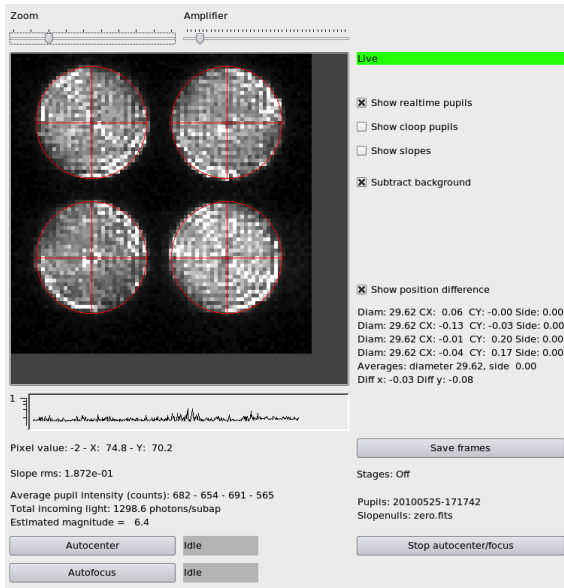 Zoom
Amplifier
Live
Show realtime pupils
Show cloop pupils
Show slopes
Subtract background
Show position difference
Diam: 29.62 CX: 0.06 CY: -0.00 Side: 0.00
Diam: 29.62 CX: -0.13 CY: -0.03 Side: 0.00
Diam: 29.62 CX: -0.01 CY: 0.20 Side: 0.00
Diam: 29.62 CX: -0.04 CY: 0.17 Side: 0.00
Averages: diameter 29.62, side 0.00
Diff x: -0.03 Diff y: -0.08
1
Pixel value: -2 - X: 74.8 - Y: 70.2
Save frames
Slope rms: 1.872e-01
Stages: Off
Average pupil intensity (counts): 682 - 654 - 691 - 565
Total incoming light: 1298.6 photons/subap
Estimated magnitude = 6.4
Pupils: 20100525-171742
Slopenulls: zero.fits
Autocenter
Idle
Stop autocenter/focus
Autofocus
Idle